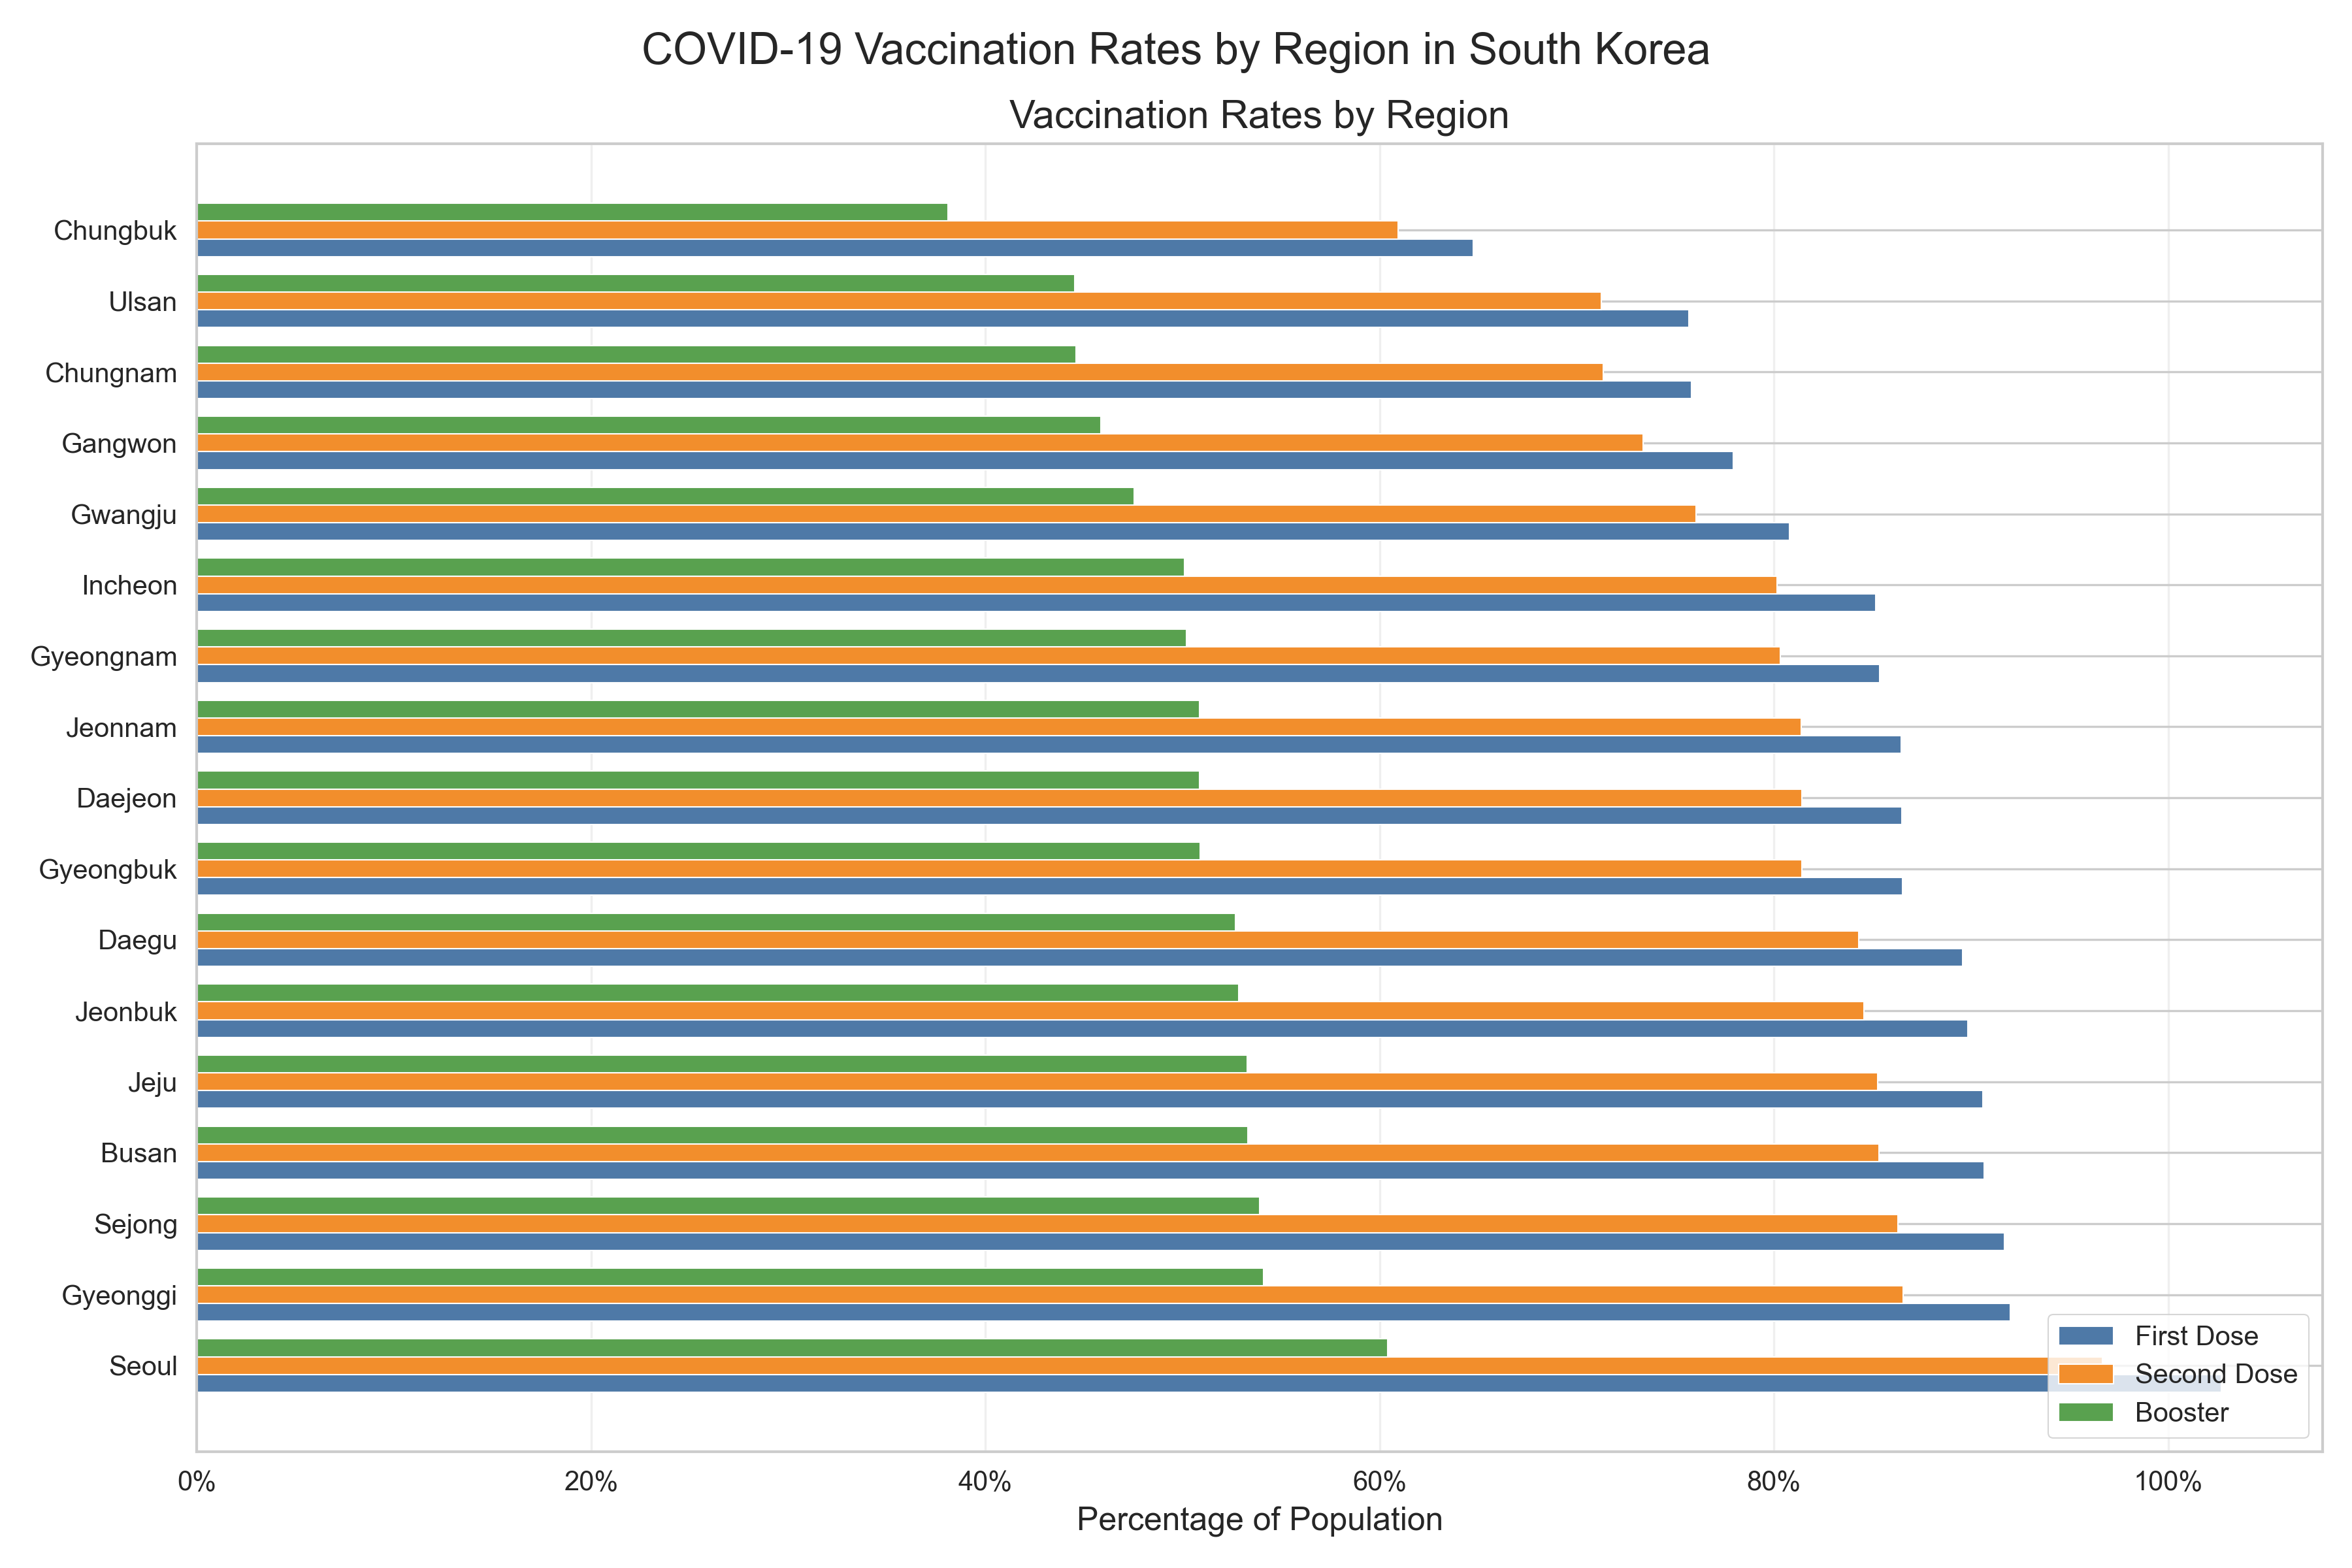 COVID-19 Vaccination Rates by Region in South Korea
Vaccination Rates by Region
Chungbuk
Ulsan
Chungnam
Gangwon
Gwangju
Incheon
Gyeongnam
Jeonnam
Daejeon
Gyeongbuk
Daegu
Jeonbuk
Jeju
Busan
Sejong
Gyeonggi
Seoul
First Dose
Second Dose
Booster
0% 20% 40% 60% 80% 100%
Percentage of Population